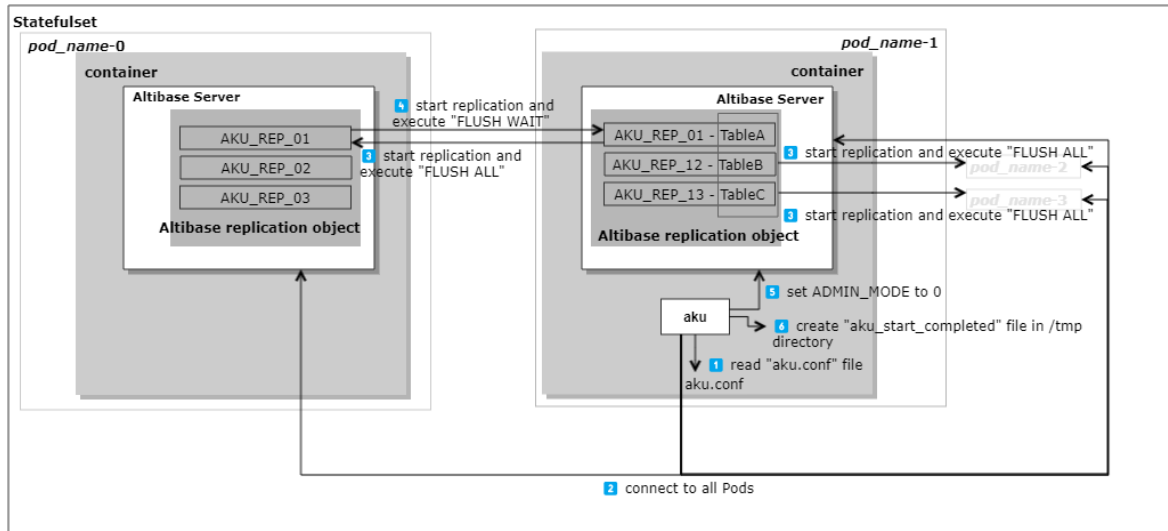 Statefulset
pod_name-0
pod_name-1
container
container
Altibase Server
Altibase Server
4 start replication and
execute "FLUSH WAIT"
AKU_REP_01
AKU_REP_02
AKU_REP_03
Altibase replication object
3 start replication and
execute "FLUSH ALL"
AKU_REP_01 - TableA
AKU_REP_12 - TableB
AKU_REP_13 - TableC
Altibase replication object
3 start replication and execute "FLUSH ALL"
pod_name-2
pod_name-3
3 start replication and execute "FLUSH ALL"
5 set ADMIN_MODE to 0
aku
6 create "aku_start_completed" file in /tmp
directory
1 read "aku.conf" file
aku.conf
2 connect to all Pods